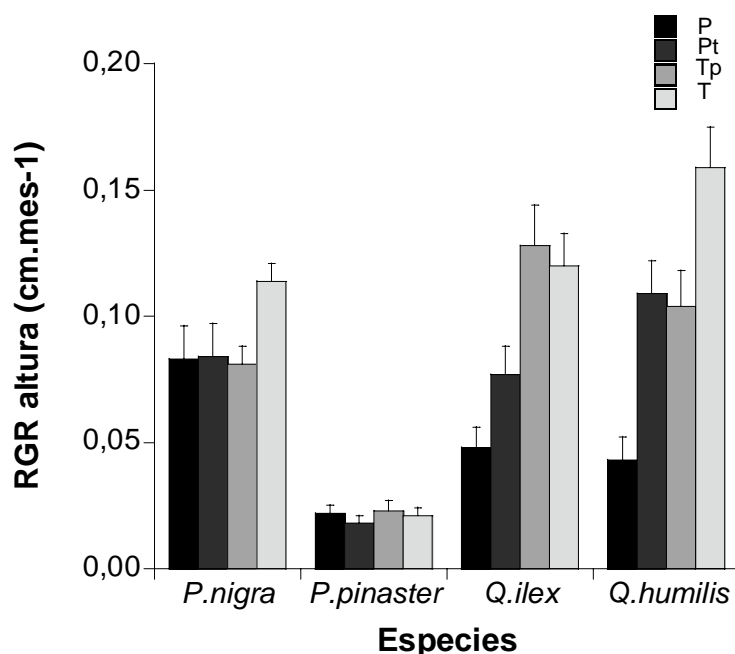 P
Pt
Tp
T
0,20
0,15
0,10
0,05
0,00
RGR altura (cm.mes-1)
P.nigra P.pinaster Q.ilex Q.humilis
Especies